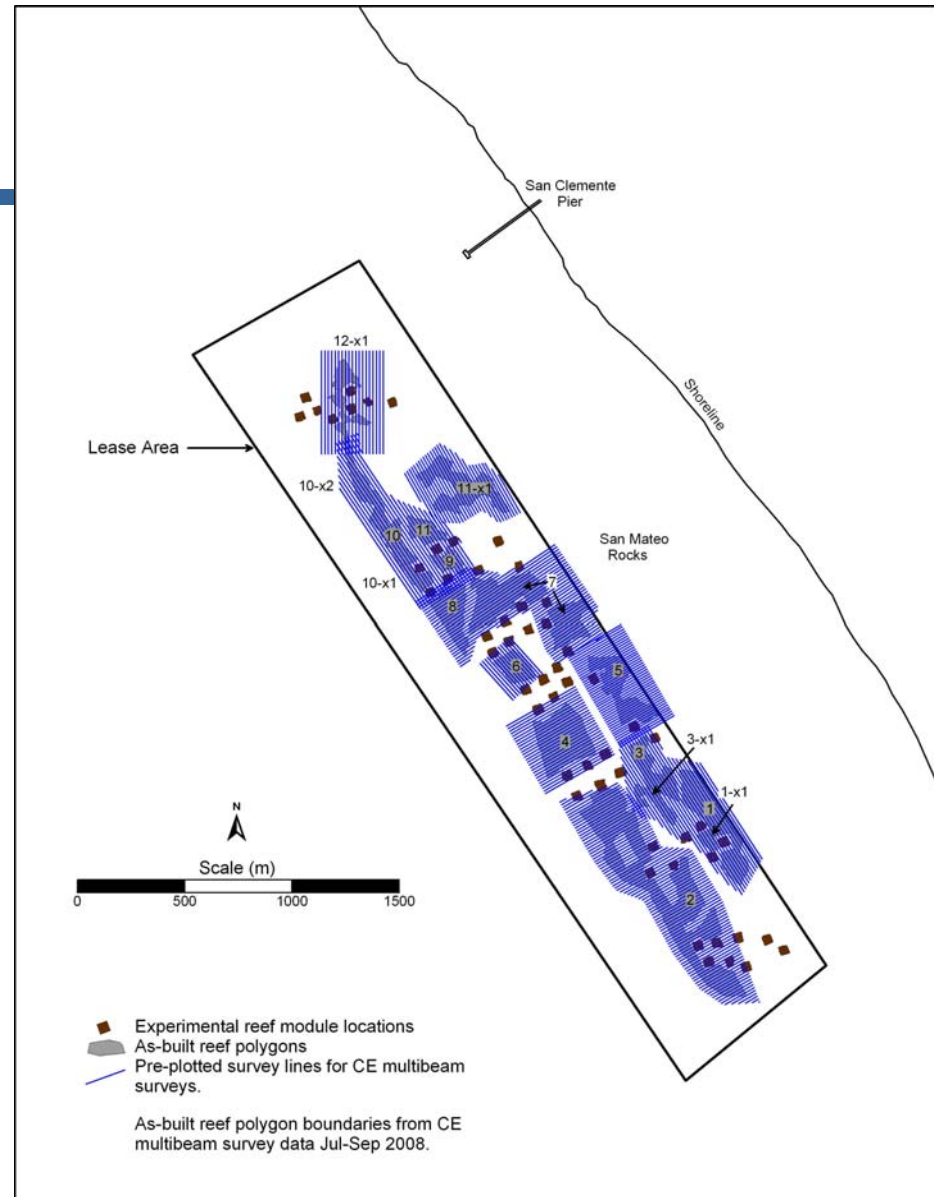 San Clemente
Pier
12-x1
Shoreline
Lease Area
11-x1
10-x2
10
11
San Mateo
Rocks
9
10-x1
7
8
6
5
4
3
3-x1
1-x1
1
2
N
Scale (m)
0 500 1000 1500
Experimental reef module locations
As-built reef polygons
Pre-plotted survey lines for CE multibeam
surveys.
As-built reef polygon boundaries from CE
multibeam survey data Jul-Sep 2008.